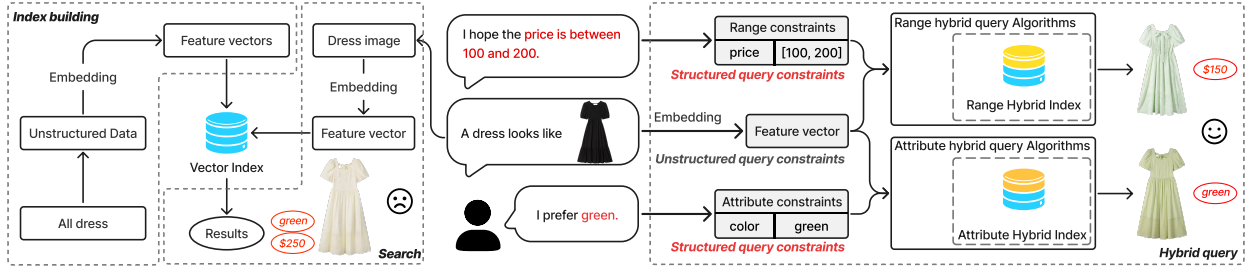 Index building
Feature vectors
Embedding
Unstructured Data
All dress
Vector Index
Results
Dress image
Embedding
Feature vector
green
$250
Search
I hope the price is between
100 and 200.
A dress looks like
I prefer green.
Range constraints
price
[100, 200]
Structured query constraints
Embedding
Feature vector
Unstructured query constraints
Attribute constraints
color
green
Structured query constraints
Range hybrid query Algorithms
Range Hybrid Index
Attribute hybrid query Algorithms
Attribute Hybrid Index
$150
green
Hybrid query